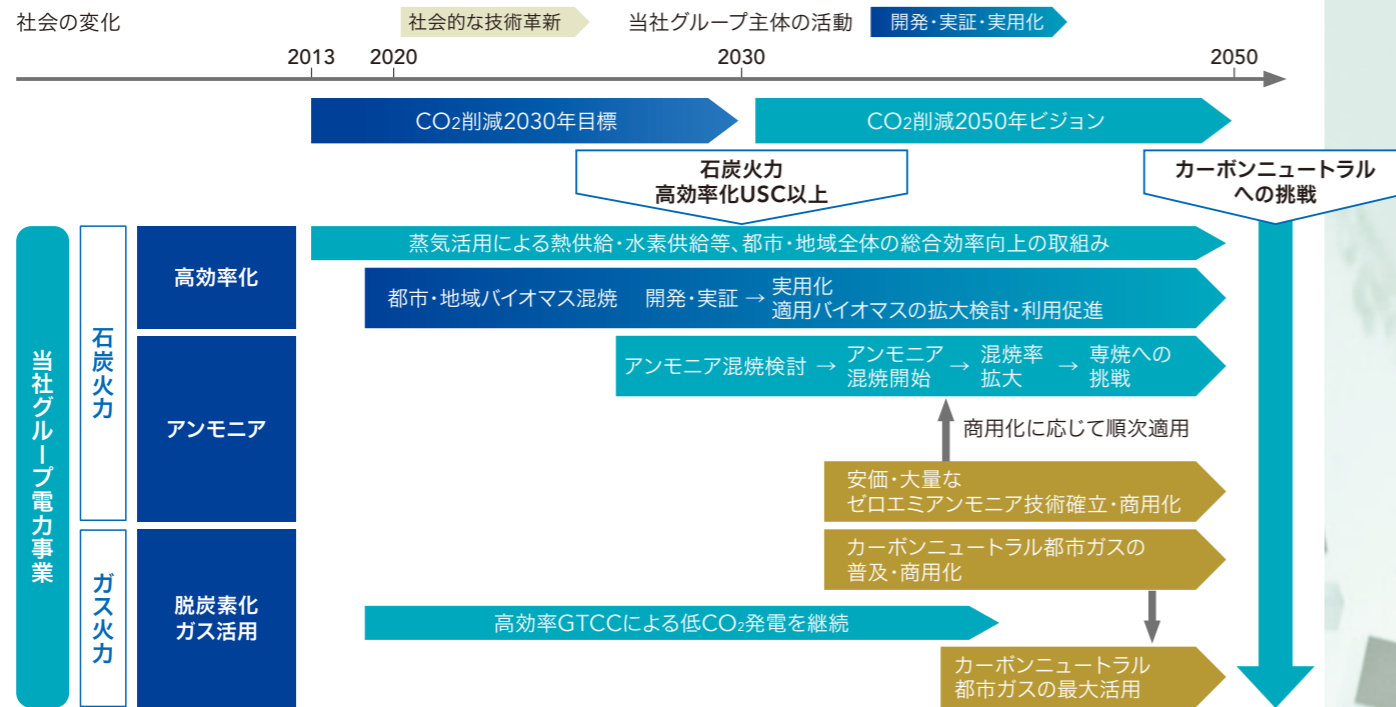 社会の変化
社会的な技術革新
当社グループ主体の活動
開発・実証・実用化
2013
2020
2030
2050
CO₂削減2030年目標
CO₂削減2050年ビジョン
石炭火力
高効率化USC以上
カーボンニュートラル
への挑戦
当社グループ電力事業
石炭火力
高効率化
蒸気活用による熱供給・水素供給等、都市・地域全体の総合効率向上の取組み
都市・地域バイオマス混焼　開発・実証 → 実用化
適用バイオマスの拡大検討・利用促進
アンモニア
アンモニア混焼検討 → アンモニア混焼開始 → 混焼率拡大 → 専焼への挑戦
商用化に応じて順次適用
安価・大量な
ゼロエミアンモニア技術確立・商用化
ガス火力
脱炭素化
ガス活用
カーボンニュートラル都市ガスの
普及・商用化
高効率GTCCによる低CO₂発電を継続
カーボンニュートラル
都市ガスの最大活用